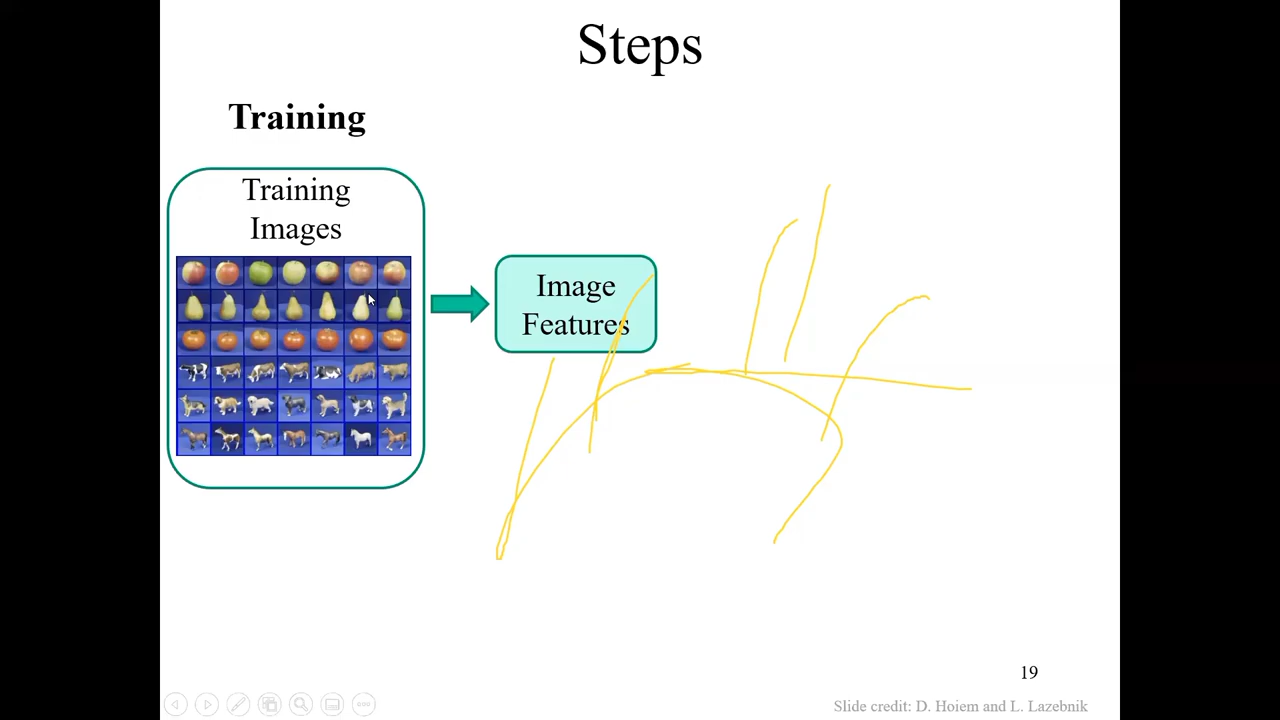 Steps
Training
Training
Images
Image
Features
19
Slide credit: D. Hoiem and L. Lazebnik